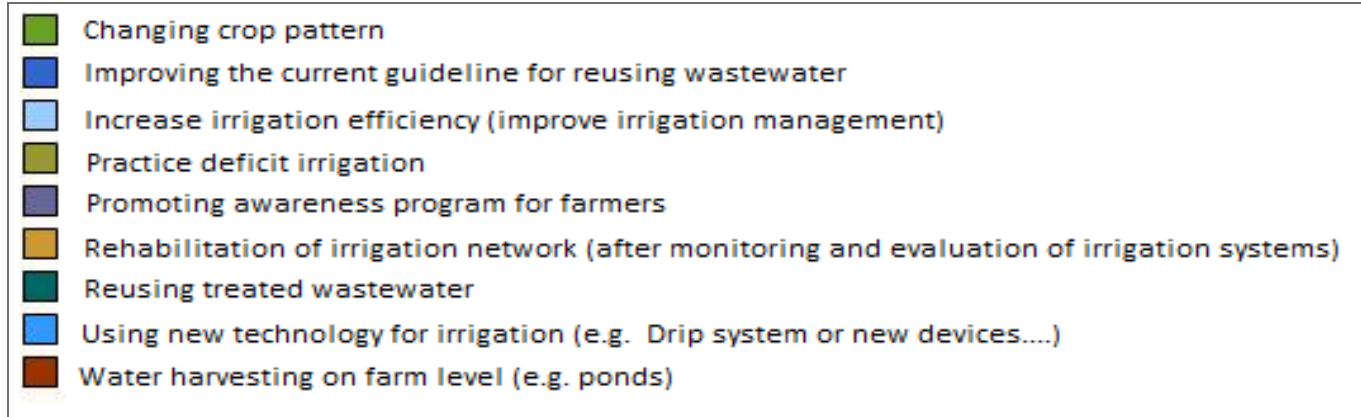 Changing crop pattern
Improving the current guideline for reusing wastewater
Increase irrigation efficiency (improve irrigation management)
Practice deficit irrigation
Promoting awareness program for farmers
Rehabilitation of irrigation network (after monitoring and evaluation of irrigation systems)
Reusing treated wastewater
Using new technology for irrigation (e.g. Drip system or new devices....)
Water harvesting on farm level (e.g. ponds)